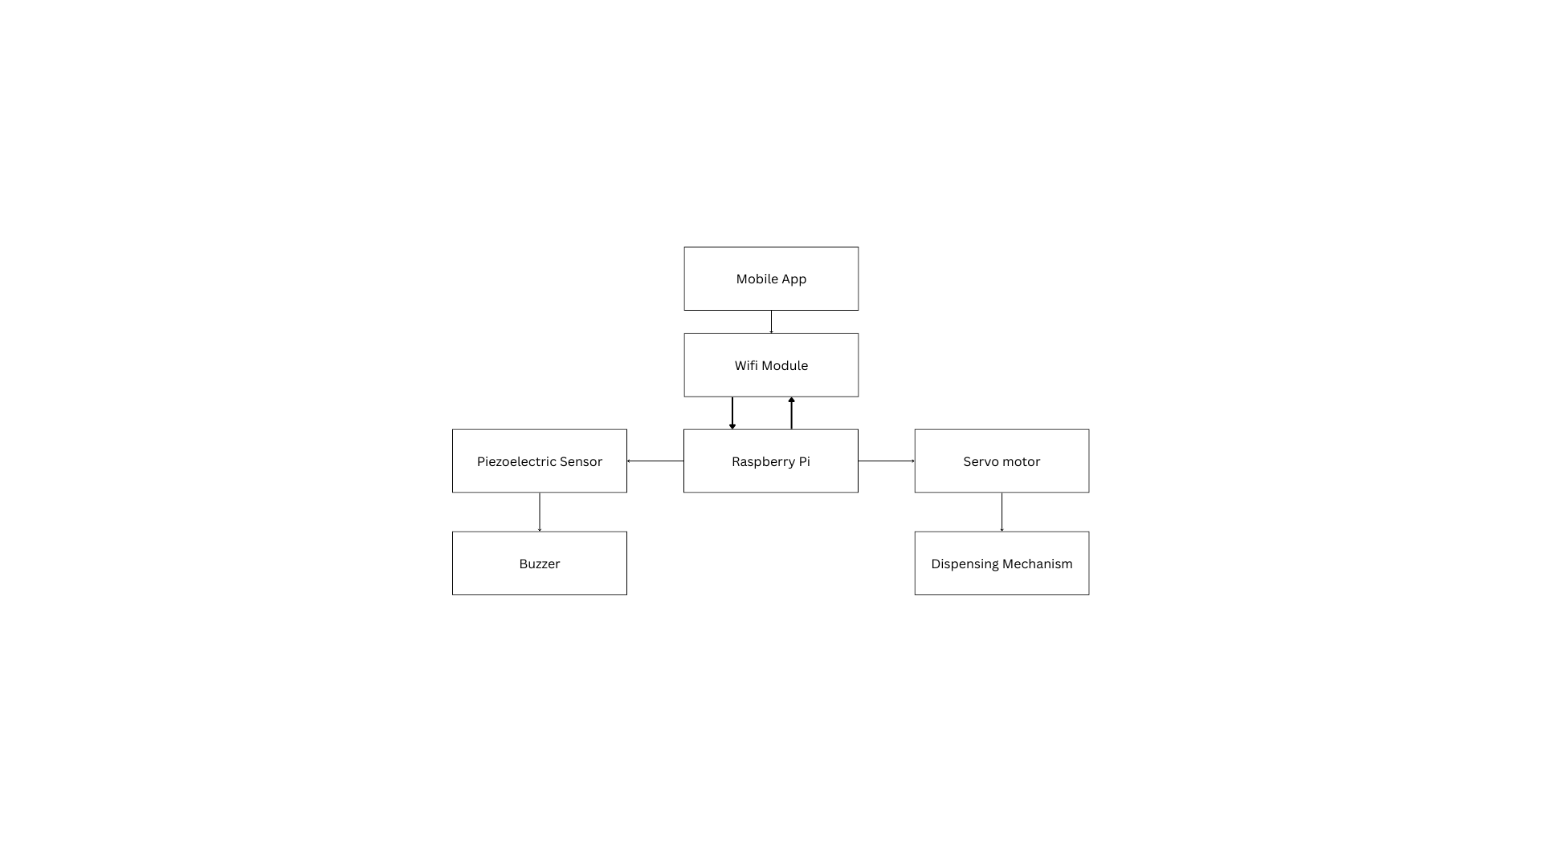 Mobile App
Wifi Module
Piezoelectric Sensor
Raspberry Pi
Servo motor
Buzzer
Dispensing Mechanism